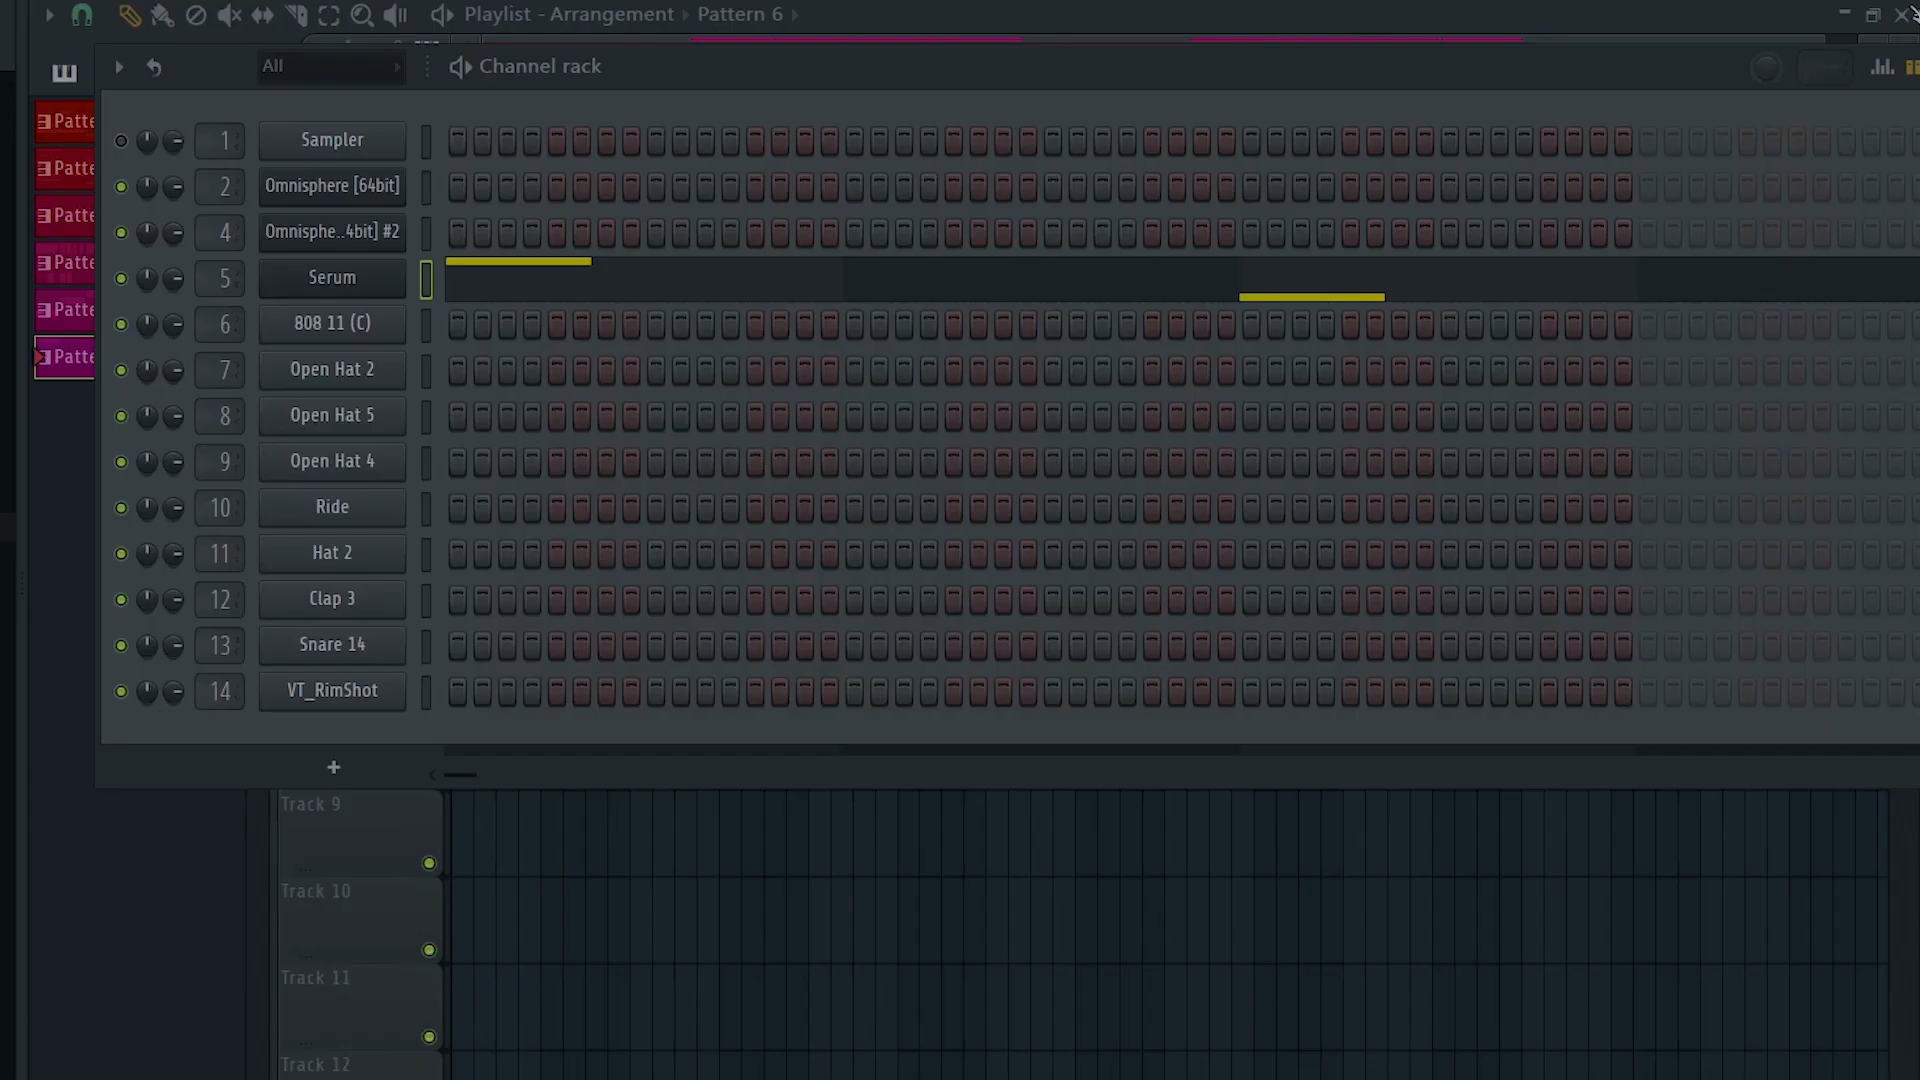 Playlist - Arrangement › Pattern 6 ›
All
Channel rack
Patte
Patte
Patte
Patte
Patte
Patte
1 Sampler
2 Omnisphere [64bit]
4 Omnisphe..4bit] #2
5 Serum
6 808 11 (C)
7 Open Hat 2
8 Open Hat 5
9 Open Hat 4
10 Ride
11 Hat 2
12 Clap 3
13 Snare 14
14 VT_RimShot
+
Track 9
...
Track 10
...
Track 11
...
Track 12